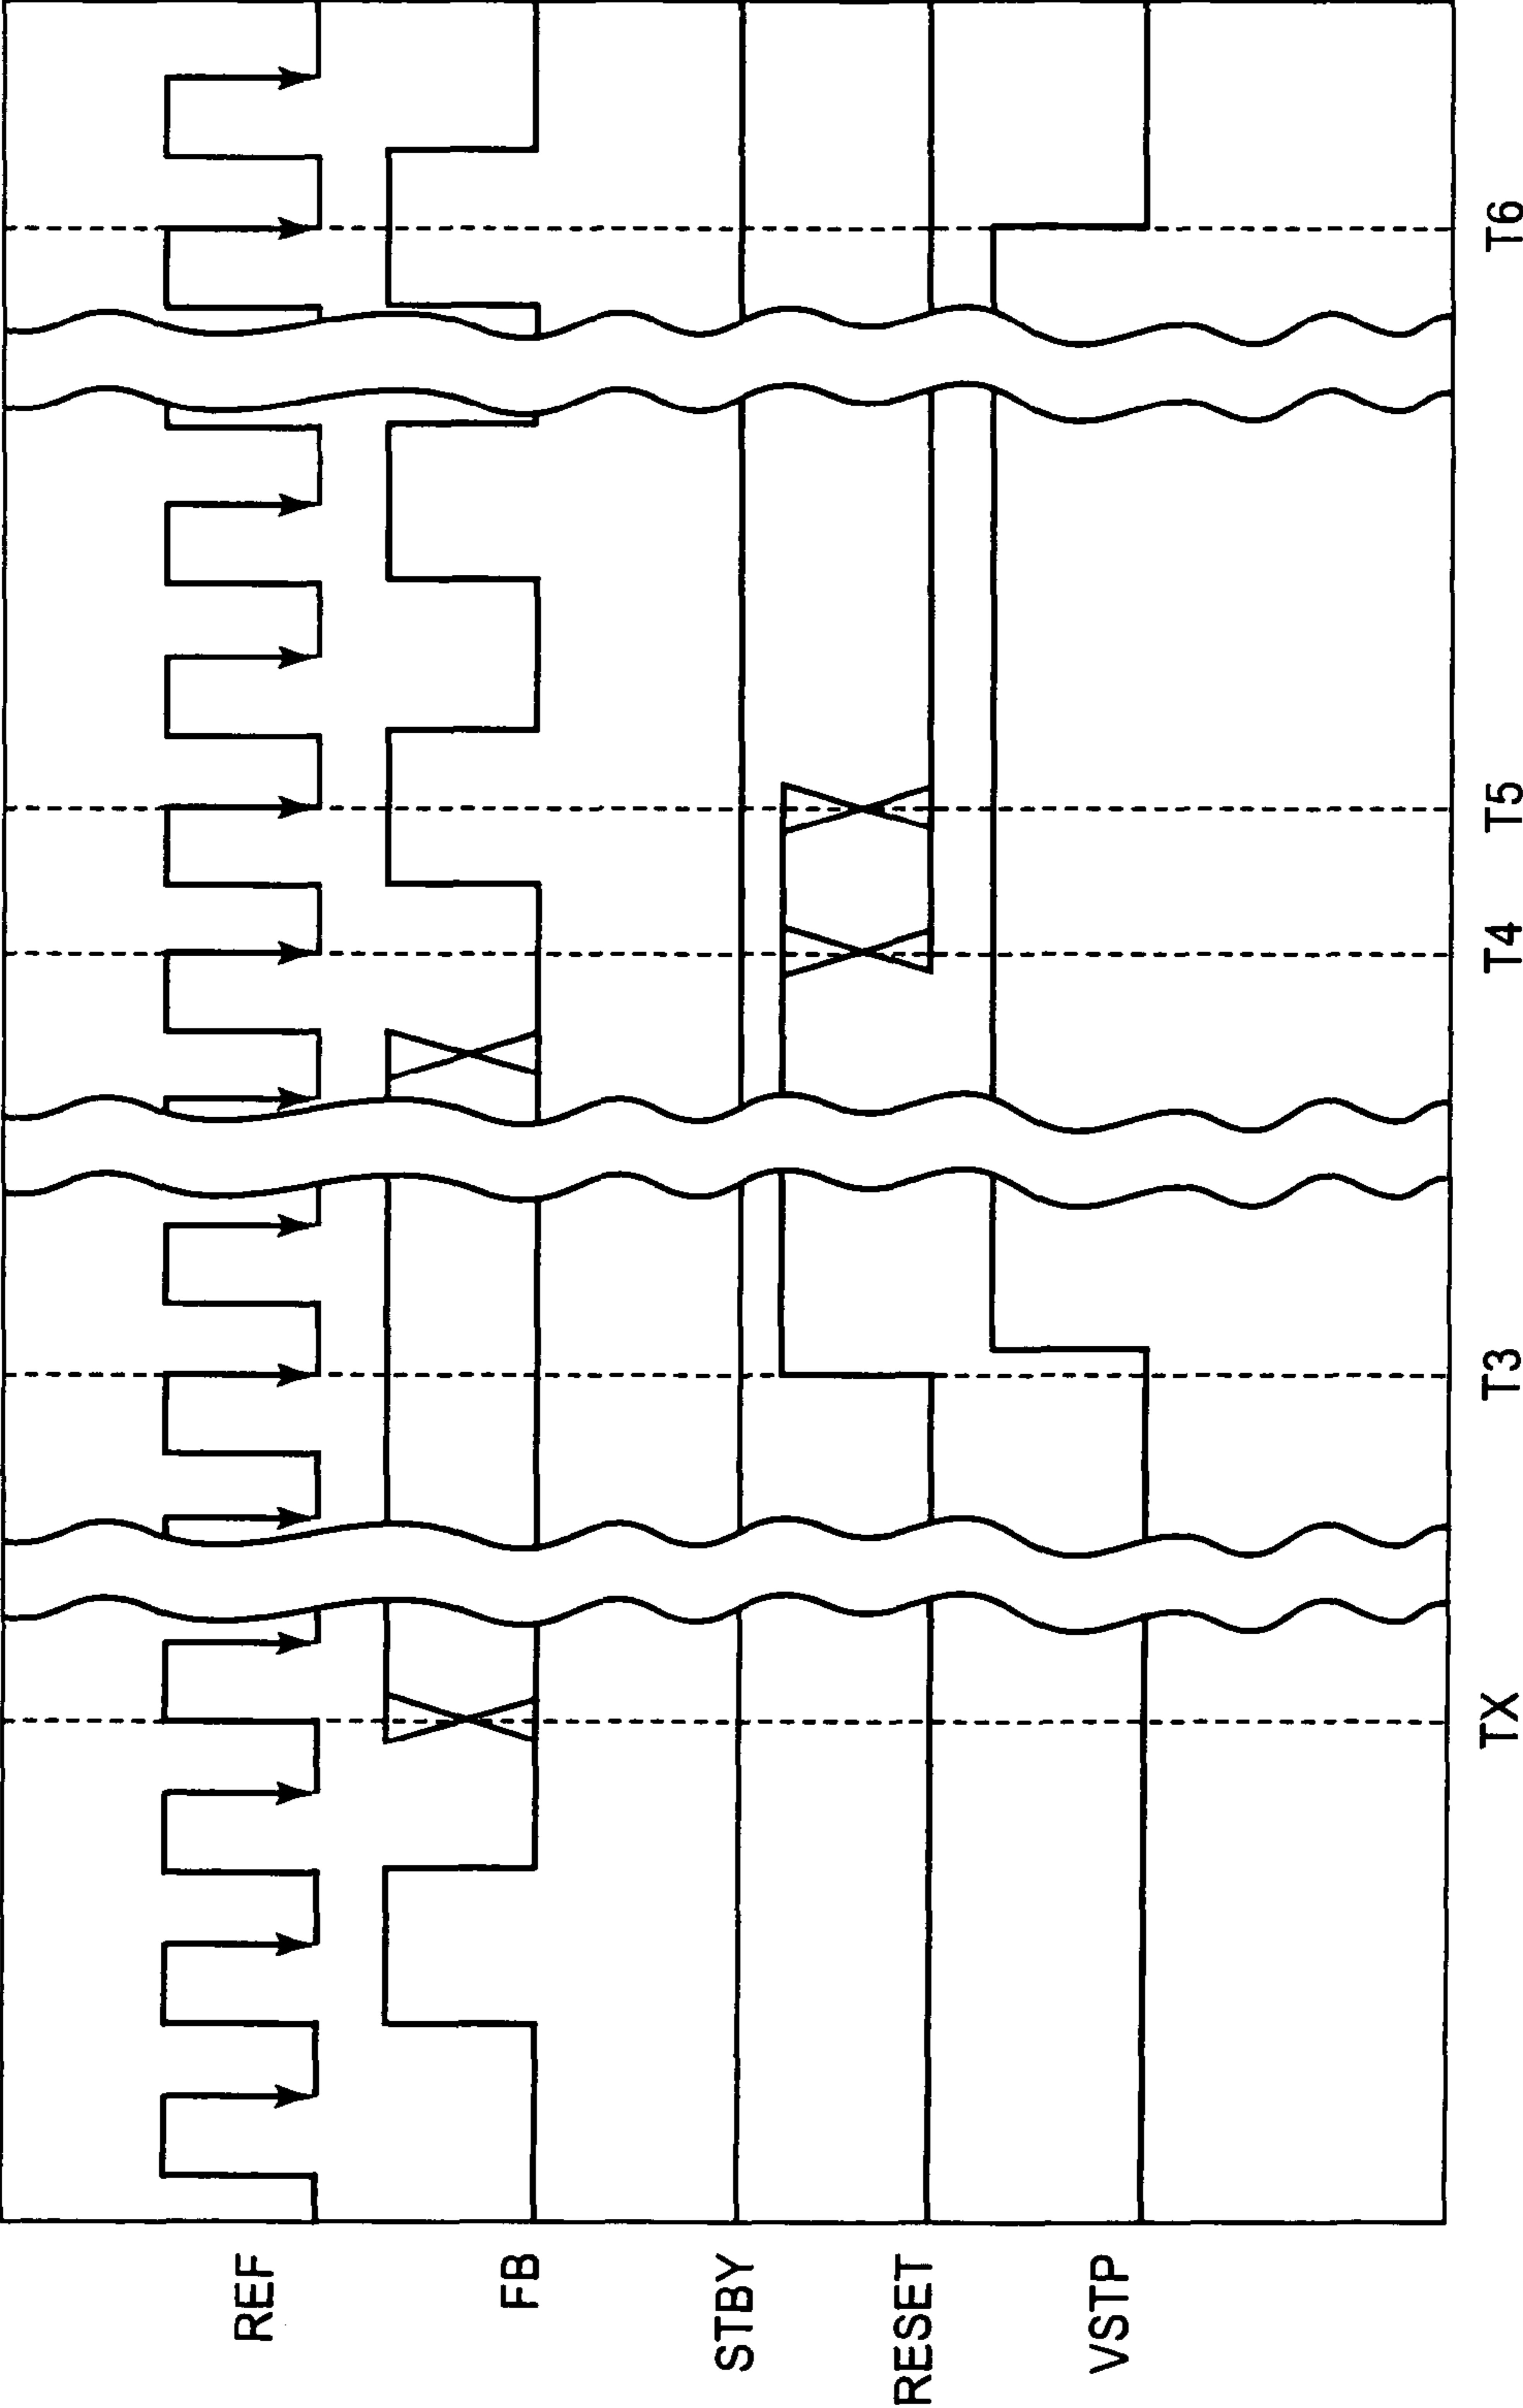 REF
FB
STBY
RESET
VSTP
TX
T3
T4
T5
T6